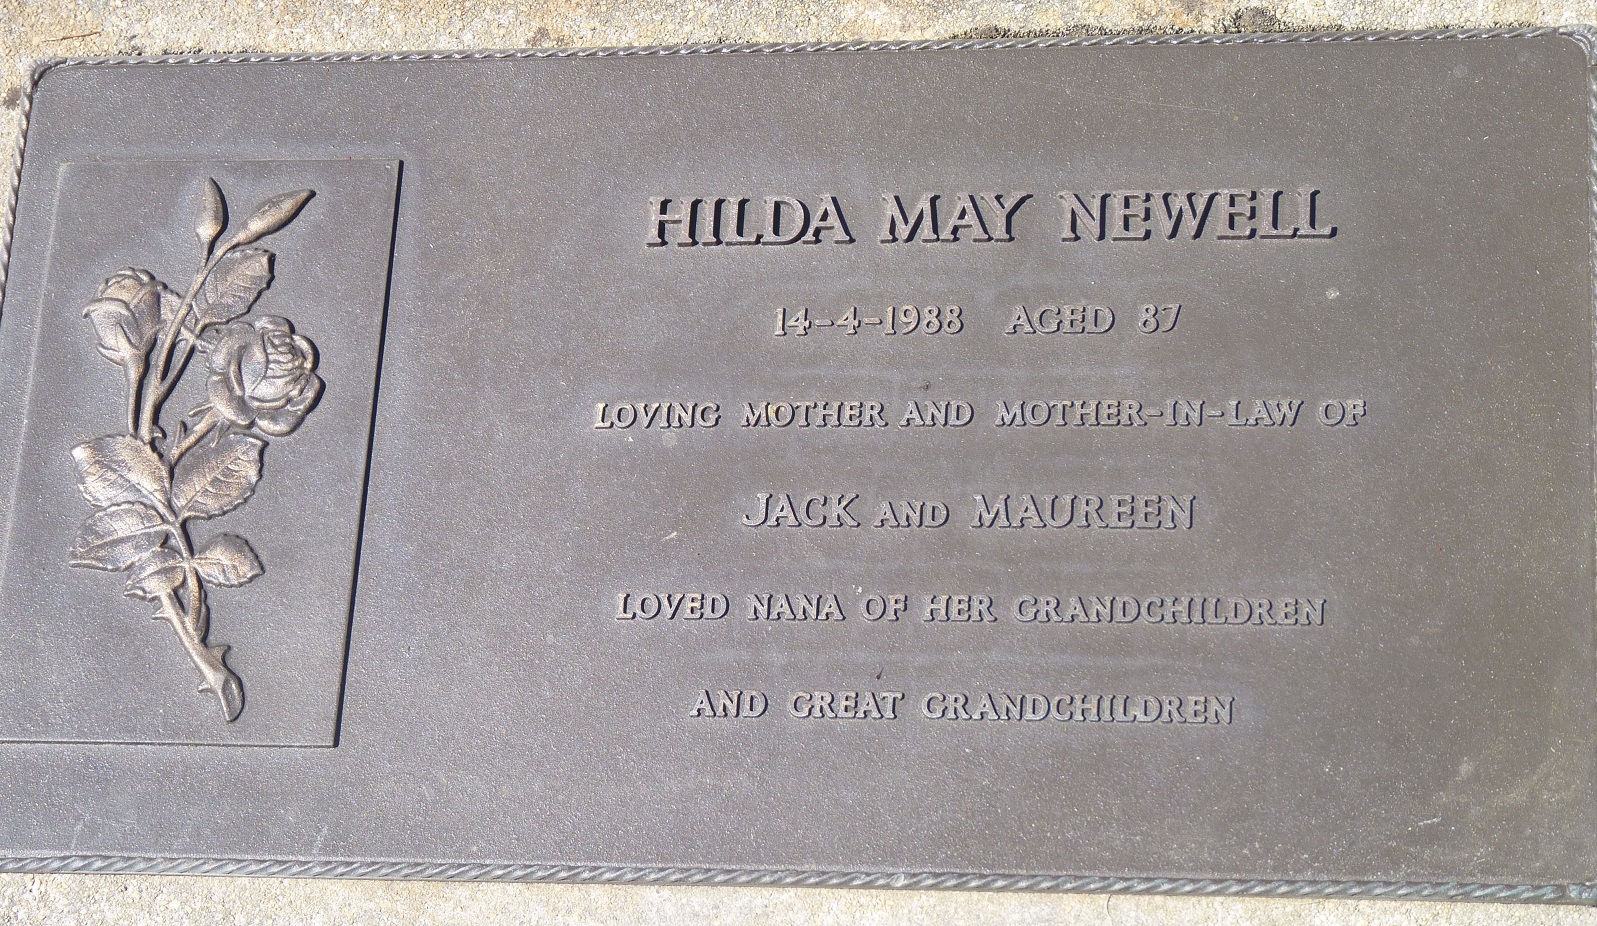 HILDA MAY NEWELL
14-4-1988 AGED 87
LOVING MOTHER AND MOTHER-IN-LAW OF
JACK AND MAUREEN
LOVED NANA OF HER GRANDCHILDREN
AND GREAT GRANDCHILDREN